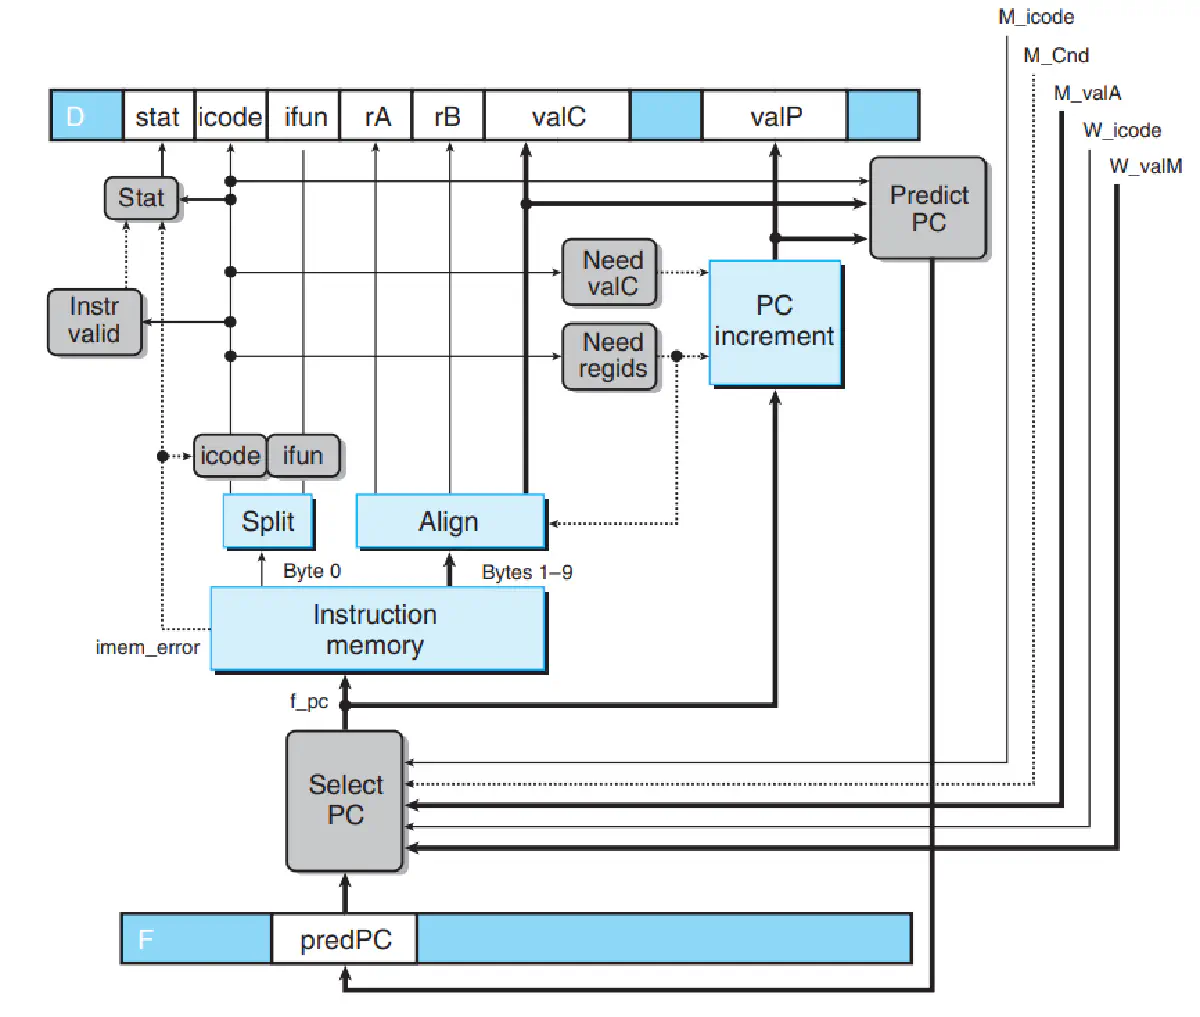 M_icode
M_Cnd
M_valA
W_icode
W_valM
D stat icode ifun rA rB valC valP
Stat
Predict
PC
Need
valC
Instr
valid
PC
increment
Need
regids
icode ifun
Split
Align
Byte 0
Bytes 1–9
Instruction
memory
imem_error
f_pc
Select
PC
F predPC